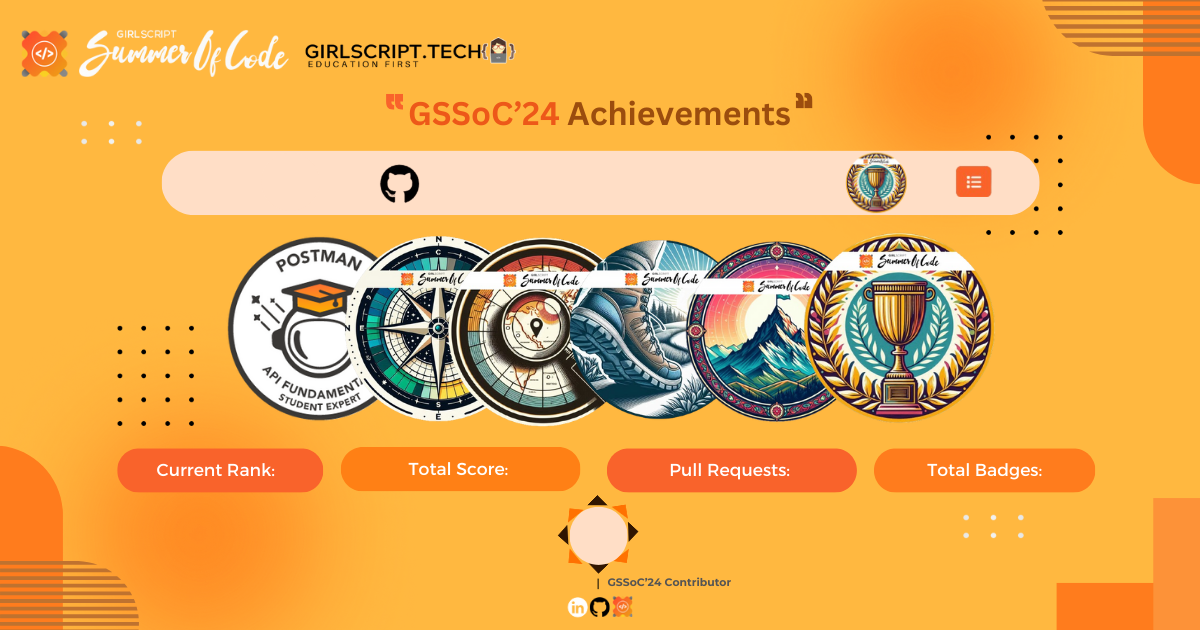 GIRLSCRIPT
Summer Of Code
</>
GIRLSCRIPT.TECH
EDUCATION FIRST
"GSSoC'24 Achievements"
POSTMAN
API FUNDAMENTA
STUDENT EXPERT
N
C
S
E
Summer Of C
Summer Of Code
Summer Of Code
Summer Of Code
Summer Of Code
Current Rank:
Total Score:
Pull Requests:
Total Badges:
| GSSoC'24 Contributor
in